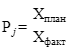 Pj = Xплан / Xфакт